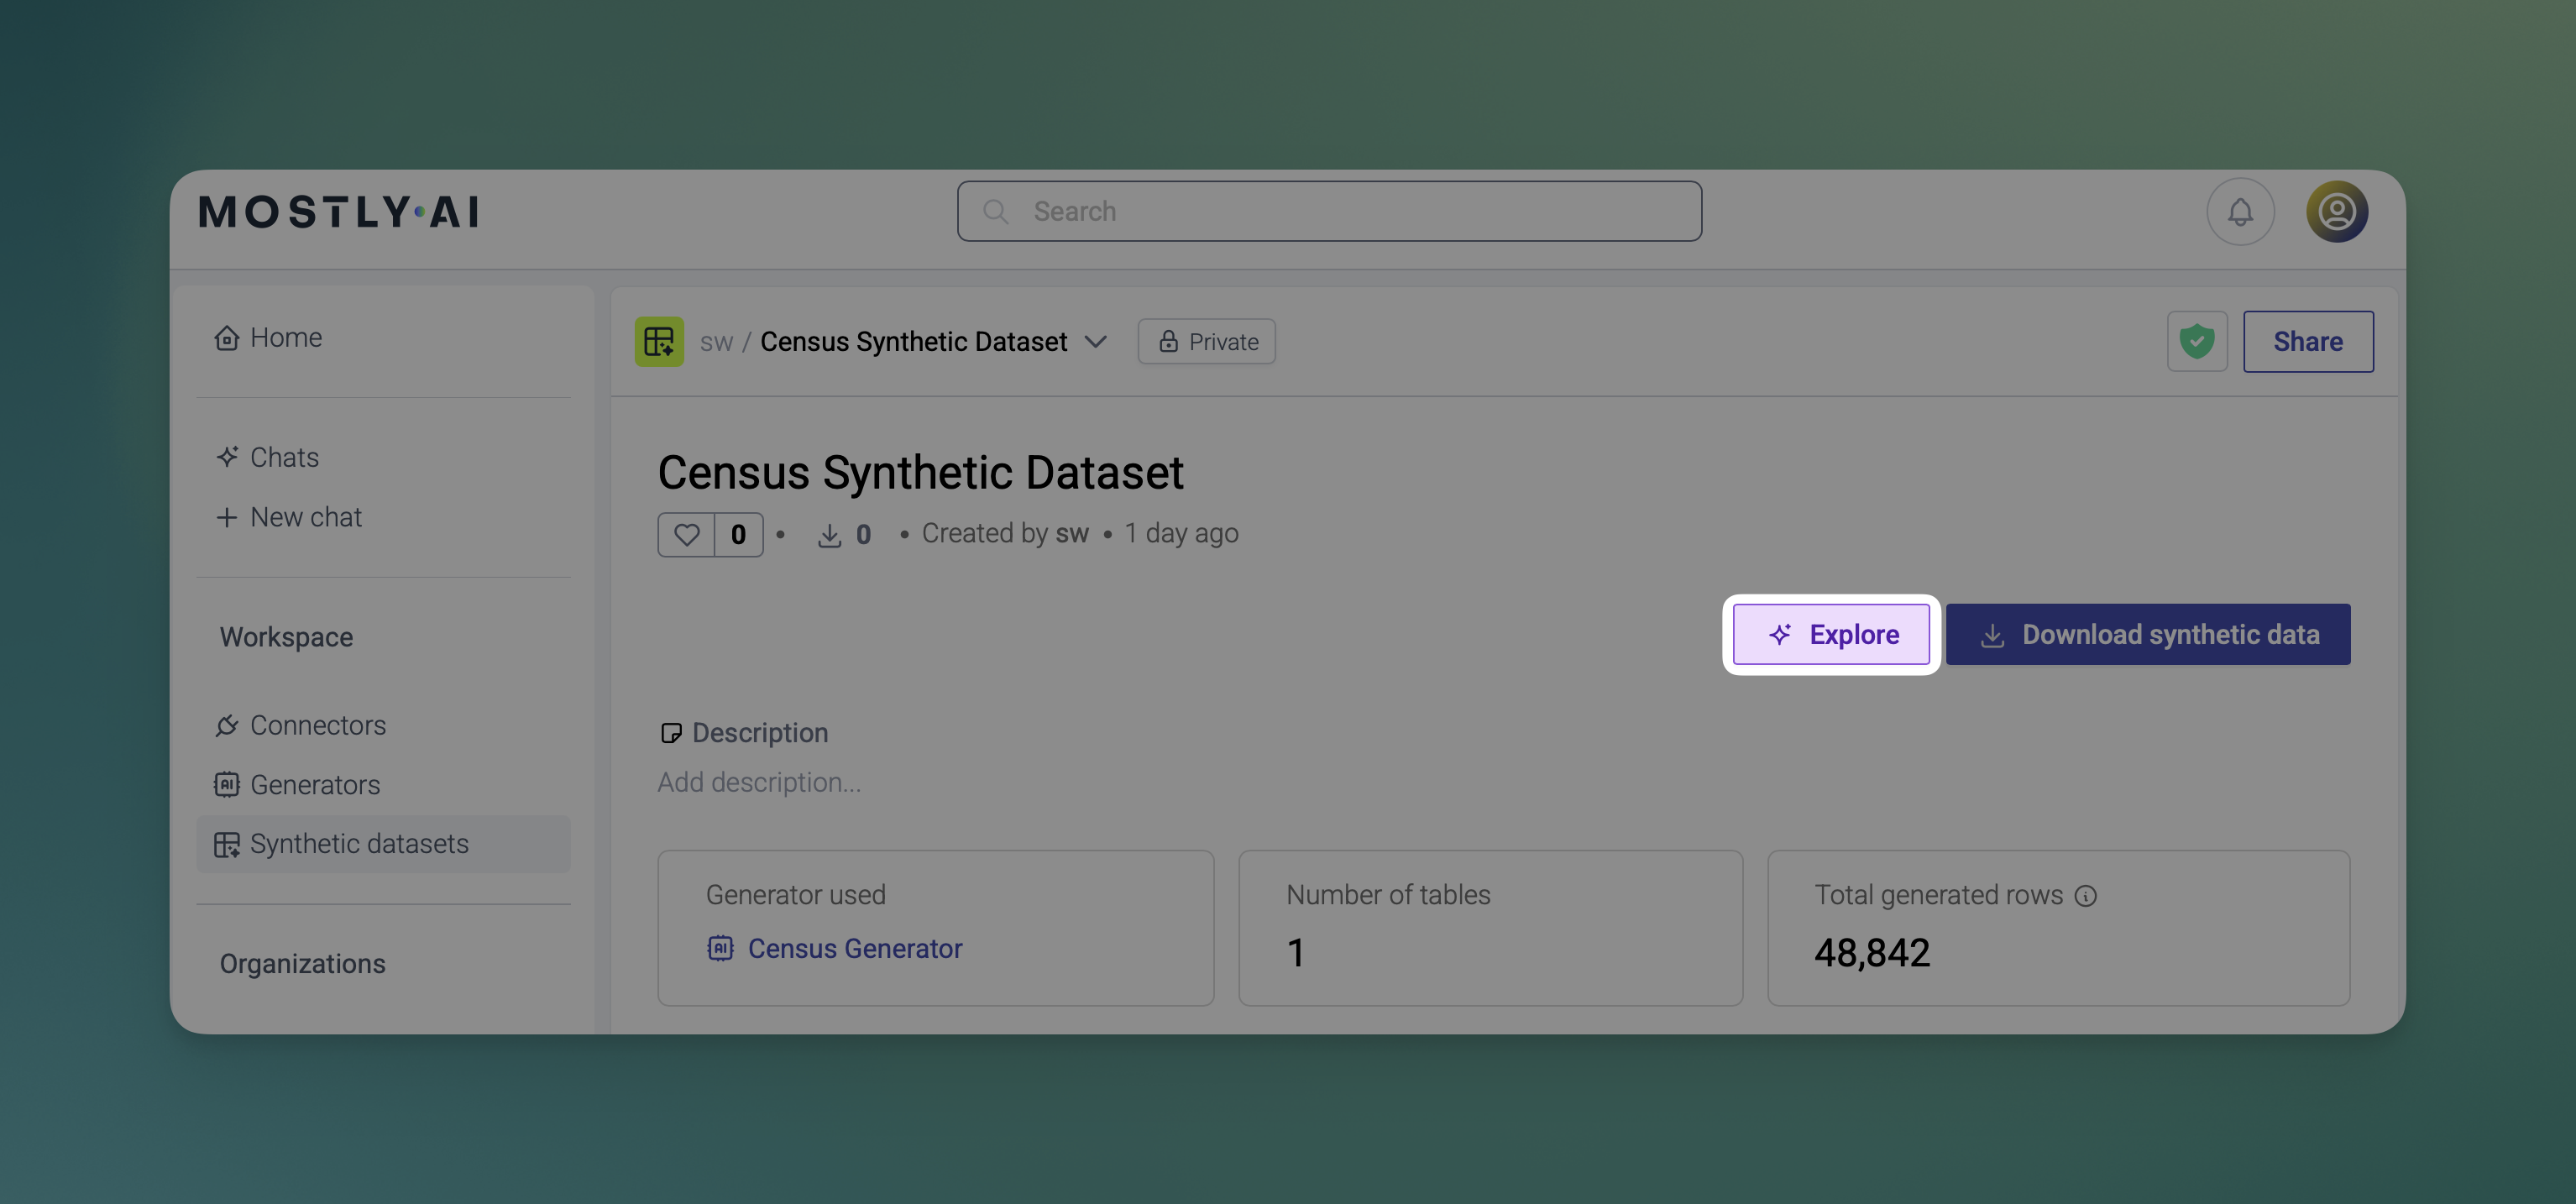 MOSTLY·AI
Search
Home
Chats
New chat
Workspace
Connectors
Generators
Synthetic datasets
Organizations
sw / Census Synthetic Dataset
Private
Share
Census Synthetic Dataset
0 • 0 • Created by sw • 1 day ago
Explore
Download synthetic data
Description
Add description...
Generator used
Census Generator
Number of tables
1
Total generated rows
48,842